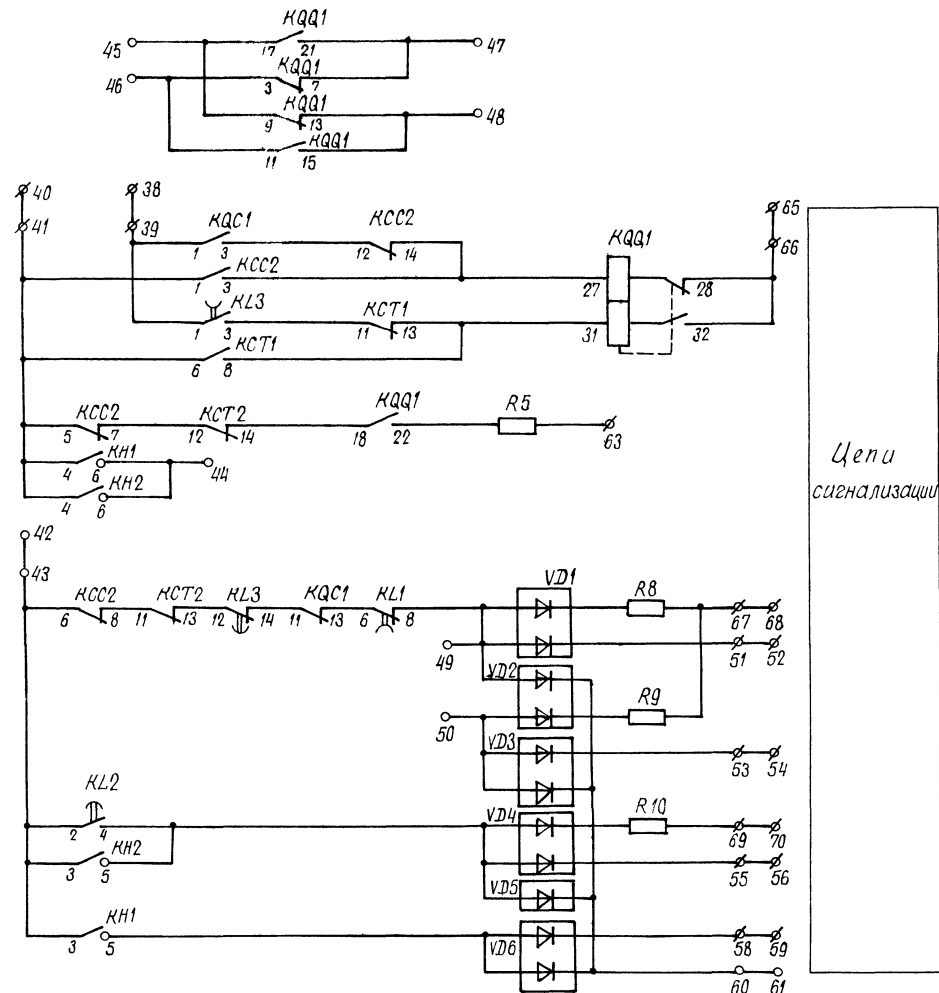 KQQ1
45 17 21 47
KQQ1
46 3 7
KQQ1
9 13 48
KQQ1
11 15
40 38 65
41 39 KQC1 KCC2 KQQ1 66
1 3 12 14
KCC2
1 3 27 28
KL3
1 3 KCT1 11 13 31 32
KCT1
6 8
KCC2 KCT2 KQQ1 R5
5 7 12 14 18 22 63
KH1
4 6 44
KH2
4 6
Цепи
сигнализации
42
43
KCC2 KCT2 KL3 KQC1 KL1 VD1 R8
6 8 11 13 12 14 11 13 6 8 67 68
49 51 52
VD2
50 R9
VD3
53 54
KL2
2 4 VD4 R10 69 70
KH2
3 5 55 56
VD5
KH1
3 5 VD6 58 59
60 61